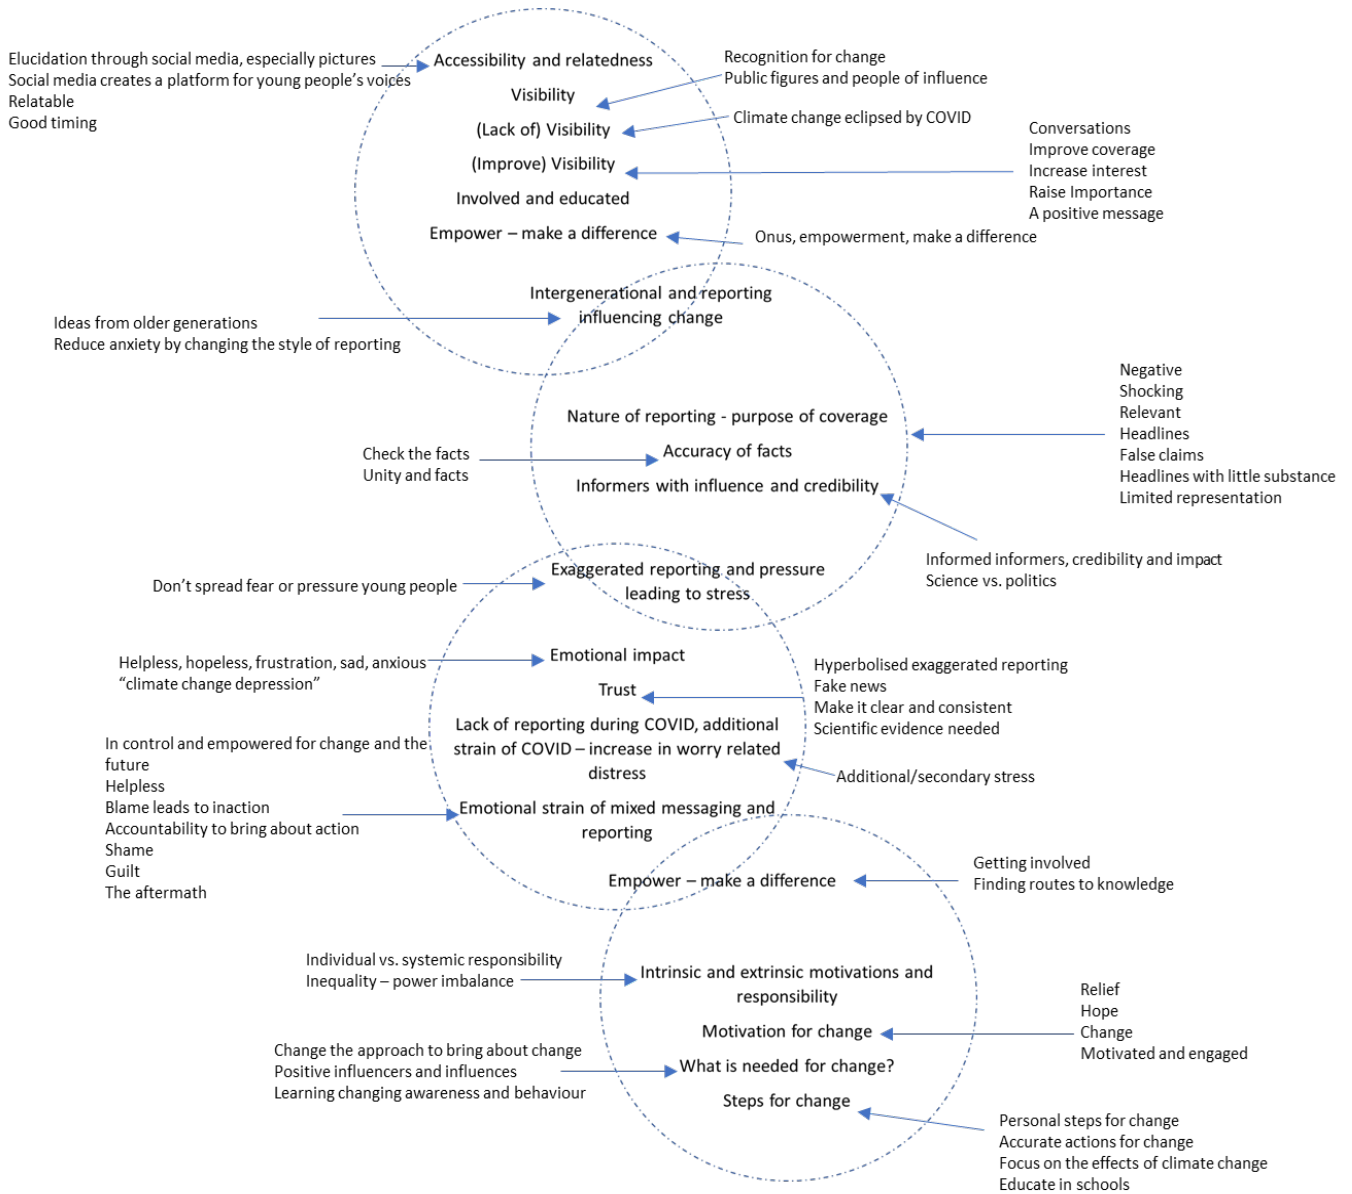 Elucidation through social media, especially pictures
Social media creates a platform for young people's voices
Relatable
Good timing
Accessibility and relatedness
Visibility
(Lack of) Visibility
(Improve) Visibility
Involved and educated
Empower – make a difference
Recognition for change
Public figures and people of influence
Climate change eclipsed by COVID
Conversations
Improve coverage
Increase interest
Raise Importance
A positive message
Onus, empowerment, make a difference
Intergenerational and reporting
influencing change
Ideas from older generations
Reduce anxiety by changing the style of reporting
Nature of reporting - purpose of coverage
Accuracy of facts
Informers with influence and credibility
Check the facts
Unity and facts
Negative
Shocking
Relevant
Headlines
False claims
Headlines with little substance
Limited representation
Informed informers, credibility and impact
Science vs. politics
Exaggerated reporting and pressure
leading to stress
Don't spread fear or pressure young people
Helpless, hopeless, frustration, sad, anxious
“climate change depression”
Emotional impact
Trust
Lack of reporting during COVID, additional
strain of COVID – increase in worry related
distress
Emotional strain of mixed messaging and
reporting
Hyperbolised exaggerated reporting
Fake news
Make it clear and consistent
Scientific evidence needed
Additional/secondary stress
In control and empowered for change and the
future
Helpless
Blame leads to inaction
Accountability to bring about action
Shame
Guilt
The aftermath
Empower – make a difference
Getting involved
Finding routes to knowledge
Individual vs. systemic responsibility
Inequality – power imbalance
Intrinsic and extrinsic motivations and
responsibility
Motivation for change
What is needed for change?
Steps for change
Relief
Hope
Change
Motivated and engaged
Change the approach to bring about change
Positive influencers and influences
Learning changing awareness and behaviour
Personal steps for change
Accurate actions for change
Focus on the effects of climate change
Educate in schools